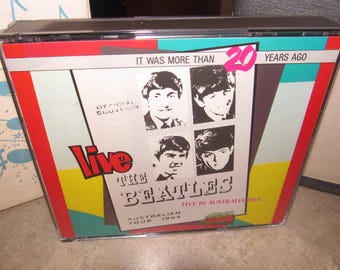 IT WAS MORE THAN 20 YEARS AGO
OFFICIAL
SOUVENIR
live
THE
BEATLES
LIVE IN AUSTRALIA 1964
AUSTRALIAN
TOUR 1964